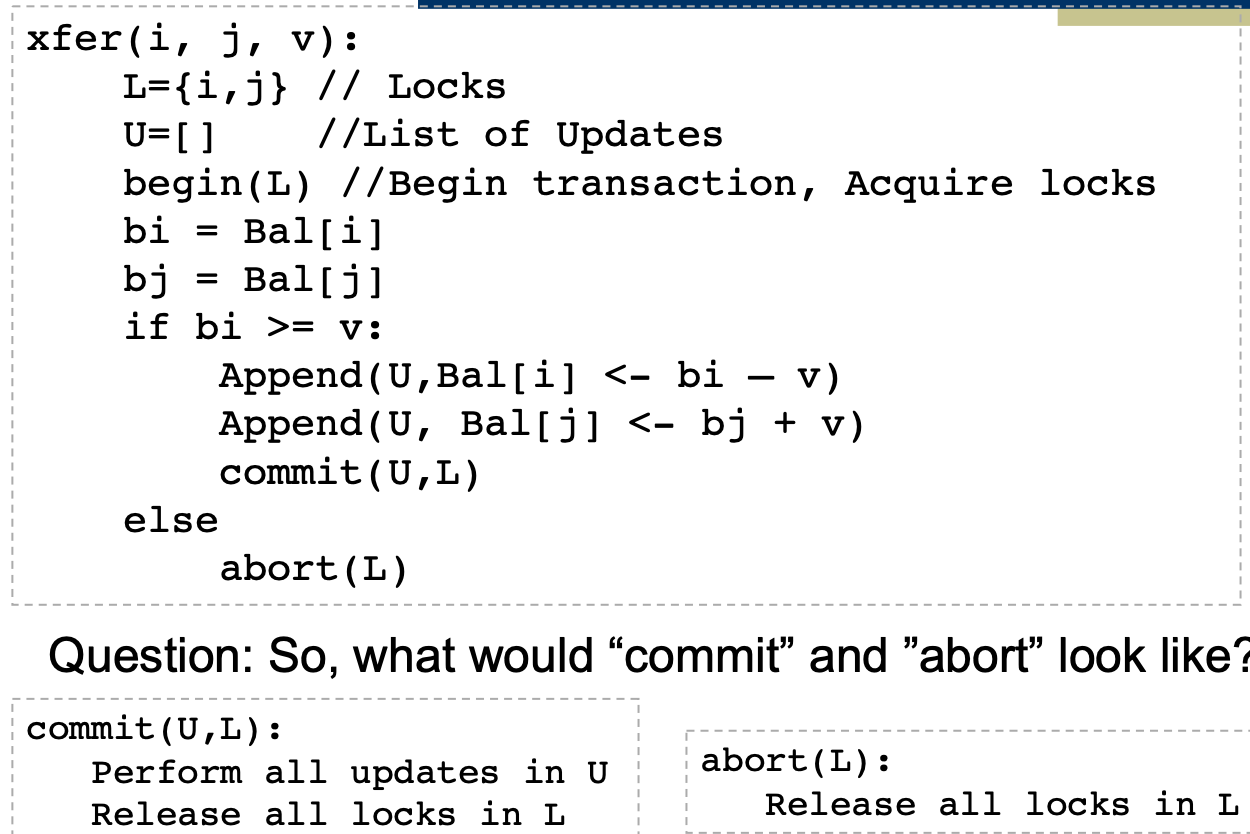 xfer(i, j, v):
    L={i,j} // Locks
    U=[]    //List of Updates
    begin(L) //Begin transaction, Acquire locks
    bi = Bal[i]
    bj = Bal[j]
    if bi >= v:
        Append(U,Bal[i] <- bi – v)
        Append(U, Bal[j] <- bj + v)
        commit(U,L)
    else
        abort(L)
Question: So, what would “commit” and ”abort” look like?
commit(U,L):
   Perform all updates in U
   Release all locks in L
abort(L):
   Release all locks in L